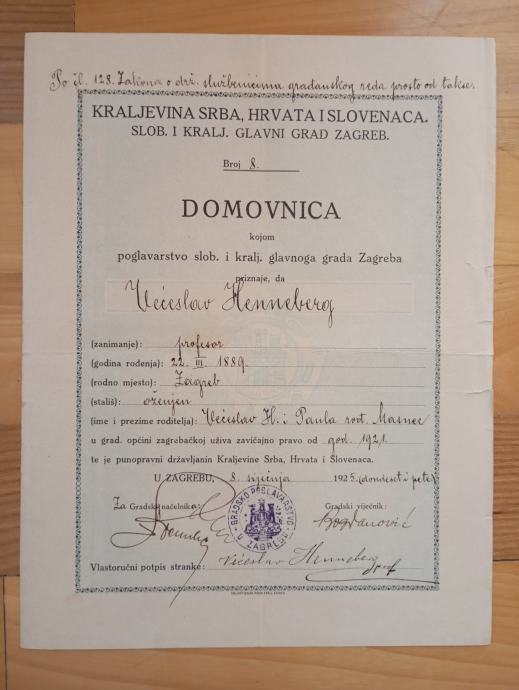 Po čl. 128. Zakona o drž. službenicima građanskog reda prosto od takse.
KRALJEVINA SRBA, HRVATA I SLOVENACA.
SLOB. I KRALJ. GLAVNI GRAD ZAGREB.
Broj 8.
DOMOVNICA
kojom
poglavarstvo slob. i kralj. glavnoga grada Zagreba
priznaje, da
Većeslav Henneberg
(zanimanje): profesor
(godina rođenja): 22. III. 1889.
(rodno mjesto): Zagreb
(stališ): oženjen
(ime i prezime roditelja): Većeslav H. i Paula rođ. Masnec
u grad. općini zagrebačkoj uživa zavičajno pravo od god. 1921.
te je punopravni državljanin Kraljevine Srba, Hrvata i Slovenaca.
U ZAGREBU, 8. siječnja 1925 (dvadeset i pete)
Za Gradskog načelnika: Gradski vijećnik:
GRADSKO POGLAVARSTVO U ZAGREBU
Bogdanović
Vlastoručni potpis stranke: Većeslav Henneberg
prof